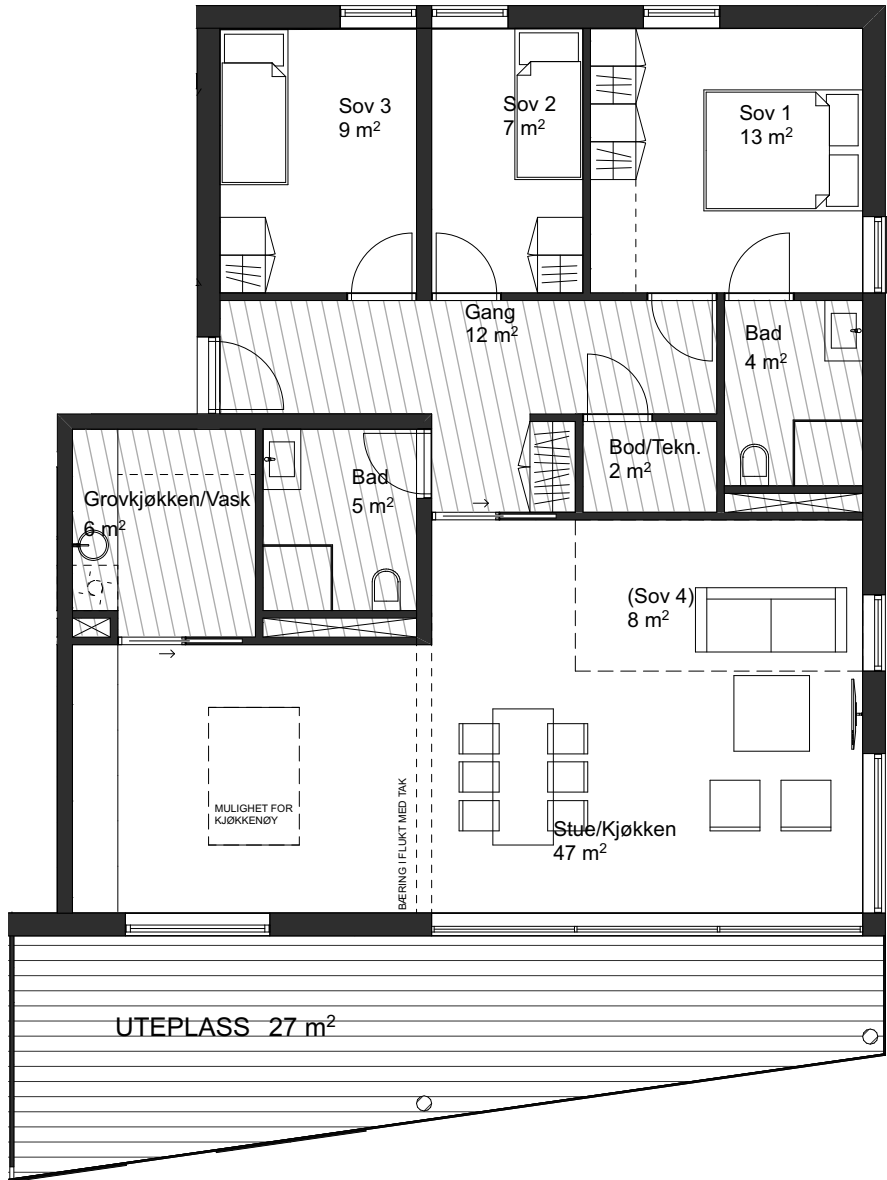 Sov 3
9 m²
Sov 2
7 m²
Sov 1
13 m²
Gang
12 m²
Bad
4 m²
Bod/Tekn.
2 m²
Bad
5 m²
Grovkjøkken/Vask
6 m²
(Sov 4)
8 m²
MULIGHET FOR
KJØKKENØY
BÆRING I FLUKT MED TAK
Stue/Kjøkken
47 m²
UTEPLASS 27 m²